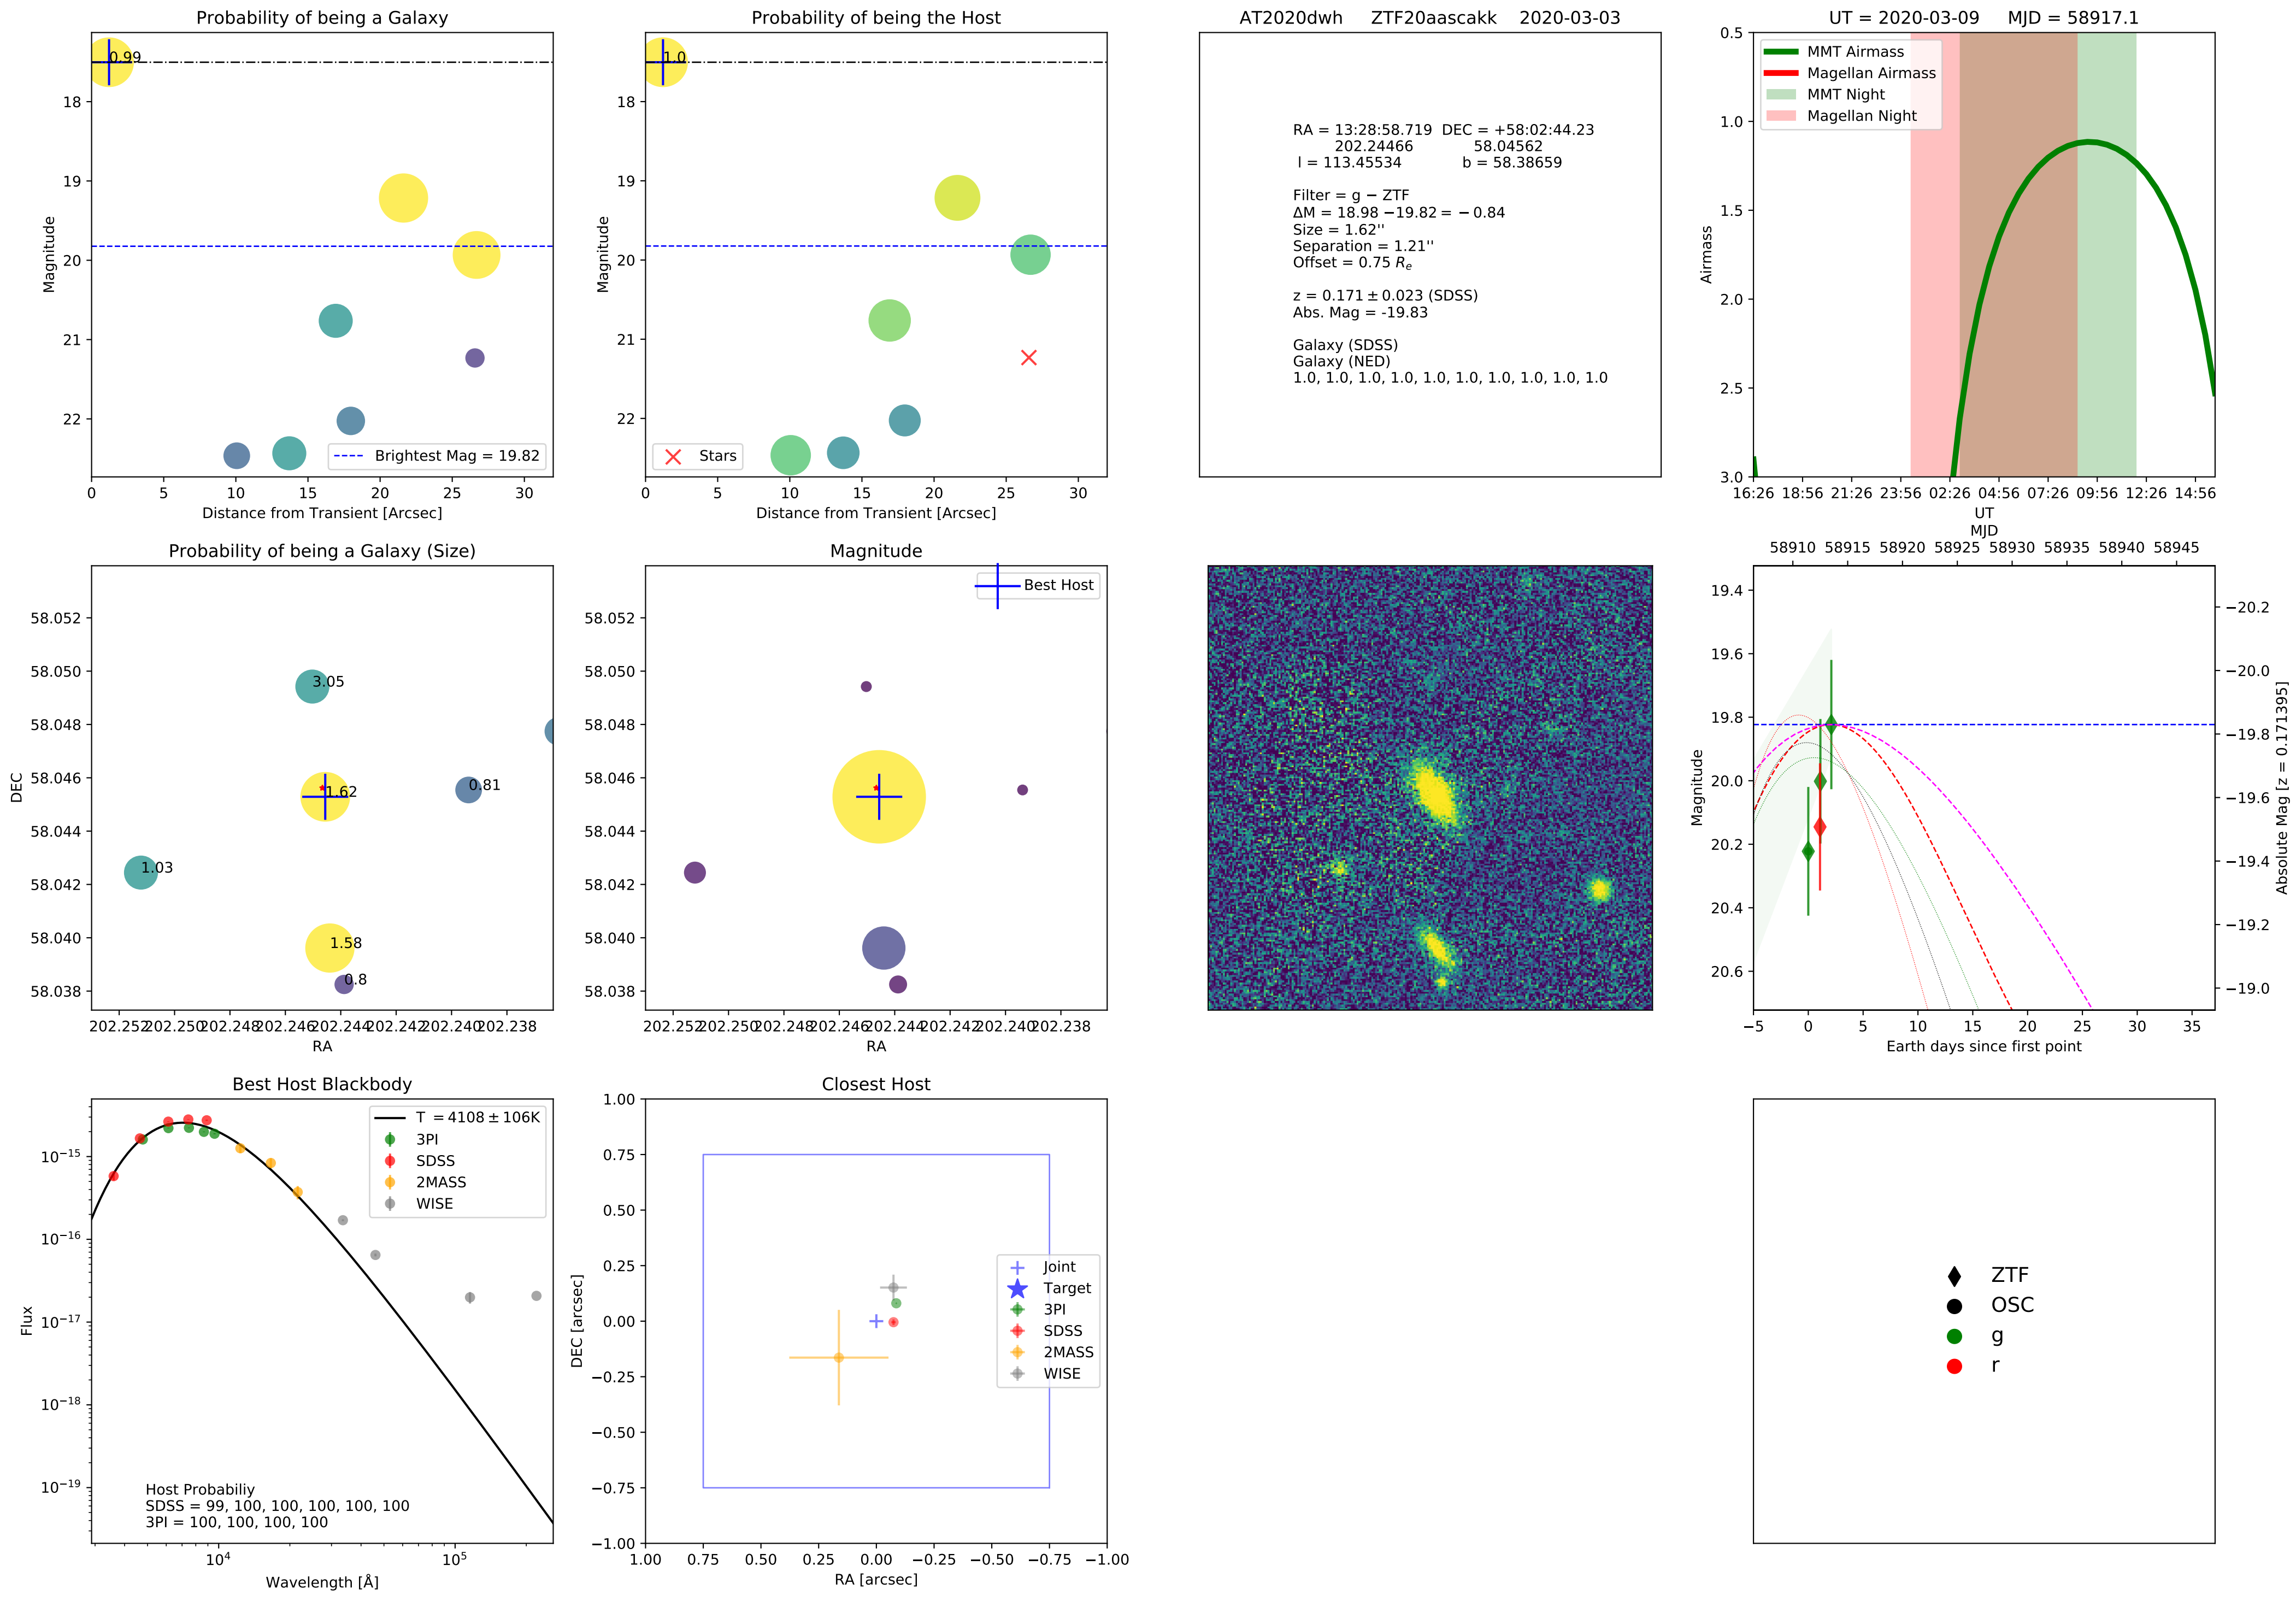 Probability of being a Galaxy
0.99
18
19
20
21
22
Magnitude
Brightest Mag = 19.82
0 5 10 15 20 25 30
Distance from Transient [Arcsec]
Probability of being the Host
1.0
18
19
20
21
22
Magnitude
Stars
0 5 10 15 20 25 30
Distance from Transient [Arcsec]
AT2020dwh ZTF20aascakk 2020-03-03
RA = 13:28:58.719 DEC = +58:02:44.23
202.24466 58.04562
l = 113.45534 b = 58.38659
Filter = g − ZTF
ΔM = 18.98 −19.82 = −0.84
Size = 1.62''
Separation = 1.21''
Offset = 0.75 Re
z = 0.171 ± 0.023 (SDSS)
Abs. Mag = -19.83
Galaxy (SDSS)
Galaxy (NED)
1.0, 1.0, 1.0, 1.0, 1.0, 1.0, 1.0, 1.0, 1.0, 1.0
UT = 2020-03-09 MJD = 58917.1
MMT Airmass
Magellan Airmass
MMT Night
Magellan Night
0.5
1.0
1.5
2.0
2.5
3.0
Airmass
16:26 18:56 21:26 23:56 02:26 04:56 07:26 09:56 12:26 14:56
UT
Probability of being a Galaxy (Size)
58.052
58.050
58.048
58.046
58.044
58.042
58.040
58.038
DEC
3.05
1.62
0.81
1.03
1.58
0.8
202.252 202.250 202.248 202.246 202.244 202.242 202.240 202.238
RA
Magnitude
Best Host
58.052
58.050
58.048
58.046
58.044
58.042
58.040
58.038
202.252 202.250 202.248 202.246 202.244 202.242 202.240 202.238
RA
MJD
58910 58915 58920 58925 58930 58935 58940 58945
19.4
19.6
19.8
20.0
20.2
20.4
20.6
Magnitude
−20.2
−20.0
−19.8
−19.6
−19.4
−19.2
−19.0
Absolute Mag [z = 0.171395]
−5 0 5 10 15 20 25 30 35
Earth days since first point
Best Host Blackbody
T = 4108 ± 106K
3PI
SDSS
2MASS
WISE
10−15
10−16
10−17
10−18
10−19
Flux
Host Probabiliy
SDSS = 99, 100, 100, 100, 100, 100
3PI = 100, 100, 100, 100
104 105
Wavelength [Å]
Closest Host
1.00
0.75
0.50
0.25
0.00
−0.25
−0.50
−0.75
−1.00
DEC [arcsec]
Joint
Target
3PI
SDSS
2MASS
WISE
1.00 0.75 0.50 0.25 0.00 −0.25 −0.50 −0.75 −1.00
RA [arcsec]
ZTF
OSC
g
r